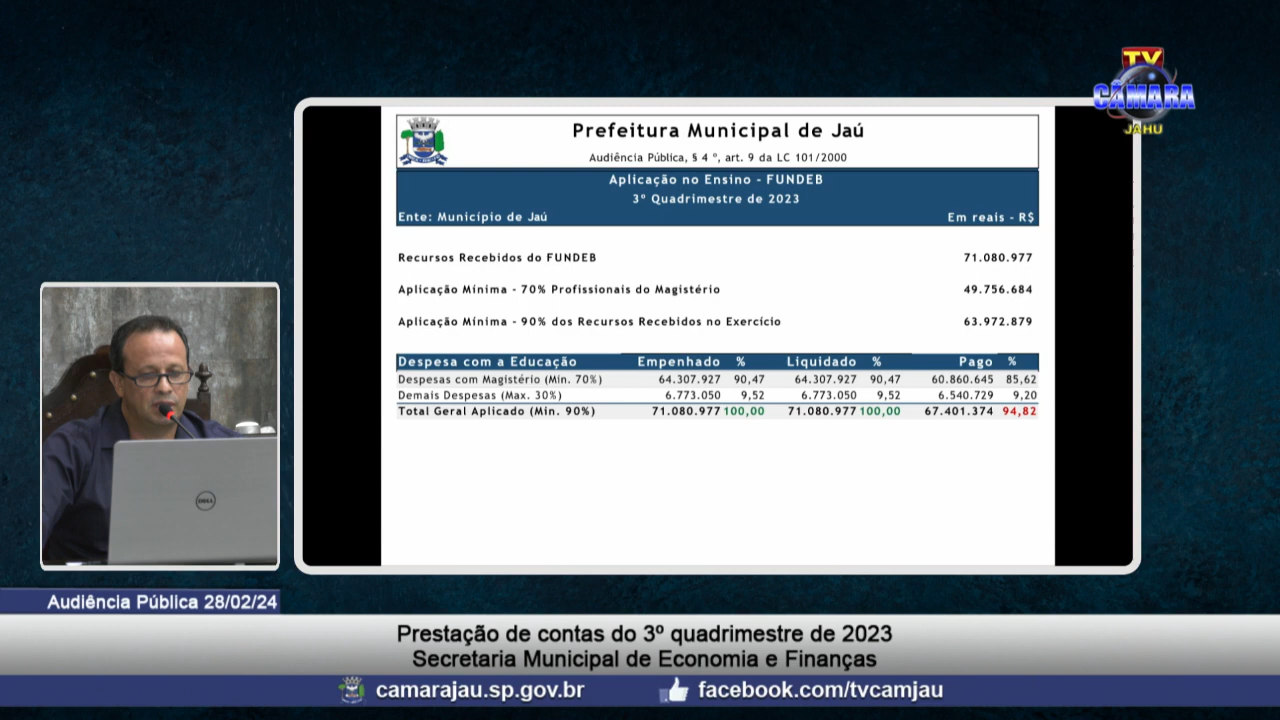 TV
CÂMARA
JAHU
Prefeitura Municipal de Jaú
Audiência Pública, § 4 º, art. 9 da LC 101/2000
Aplicação no Ensino - FUNDEB
3º Quadrimestre de 2023
Ente: Município de Jaú Em reais - R$
Recursos Recebidos do FUNDEB 71.080.977
Aplicação Mínima - 70% Profissionais do Magistério 49.756.684
Aplicação Mínima - 90% dos Recursos Recebidos no Exercício 63.972.879
Despesa com a Educação Empenhado % Liquidado % Pago %
Despesas com Magistério (Min. 70%) 64.307.927 90,47 64.307.927 90,47 60.860.645 85,62
Demais Despesas (Max. 30%) 6.773.050 9,52 6.773.050 9,52 6.540.729 9,20
Total Geral Aplicado (Min. 90%) 71.080.977 100,00 71.080.977 100,00 67.401.374 94,82
DELL
Audiência Pública 28/02/24
Prestação de contas do 3º quadrimestre de 2023
Secretaria Municipal de Economia e Finanças
camarajau.sp.gov.br facebook.com/tvcamjau